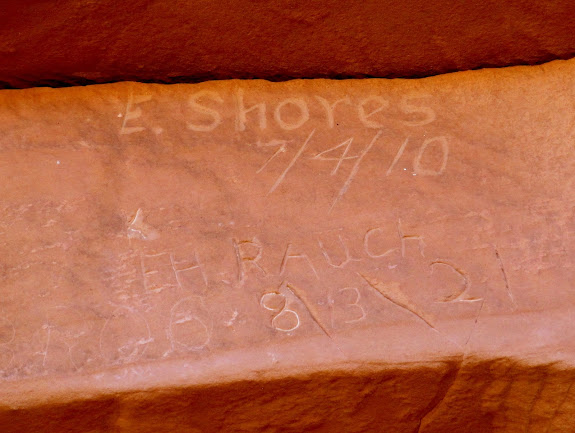 E. Shores
7/4/10
EH RAUCH
8/3/21